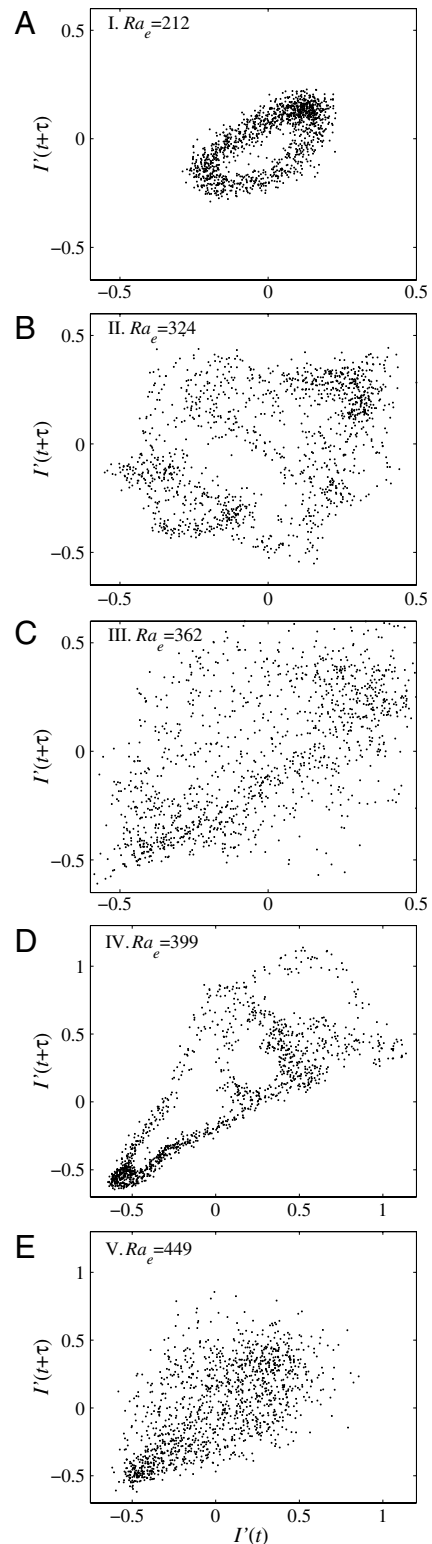 A
I. Ra_e=212
0.5
0
−0.5
I'(t+τ)
−0.5 0 0.5
B
II. Ra_e=324
0.5
0
−0.5
I'(t+τ)
−0.5 0 0.5
C
III. Ra_e=362
0.5
0
−0.5
I'(t+τ)
−0.5 0 0.5
D
IV. Ra_e=399
1
0.5
0
−0.5
I'(t+τ)
−0.5 0 0.5 1
E
V. Ra_e=449
1
0.5
0
−0.5
I'(t+τ)
−0.5 0 0.5 1
I'(t)